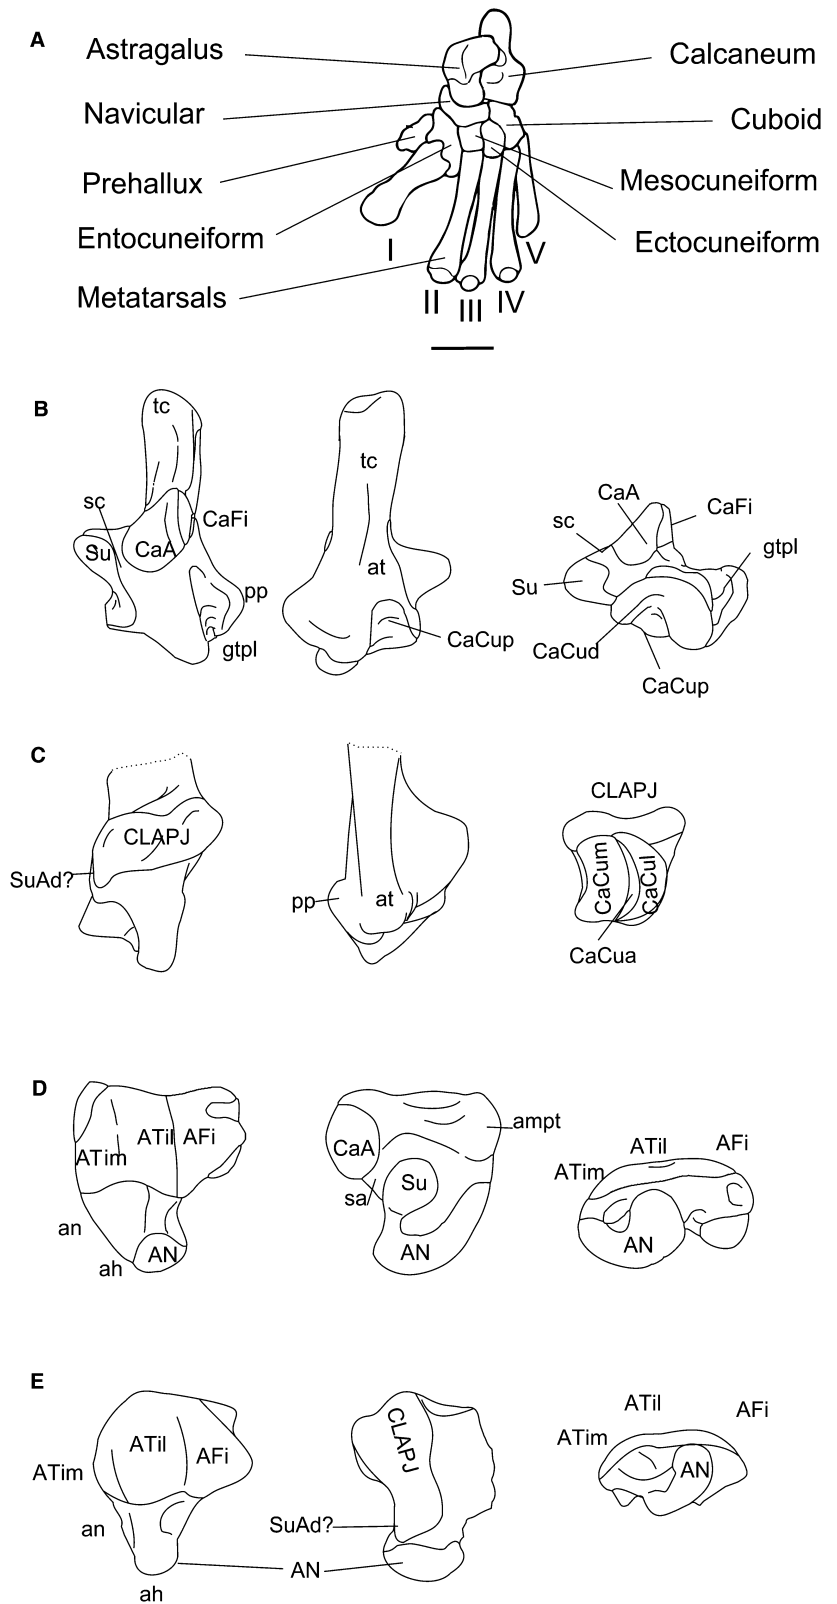 A
Astragalus
Calcaneum
Navicular
Cuboid
Prehallux
Mesocuneiform
Entocuneiform
Ectocuneiform
Metatarsals
I
V
II
III
IV
B
tc
sc
CaFi
Su
CaA
pp
gtpl
tc
at
CaCup
CaA
CaFi
sc
gtpl
Su
CaCud
CaCup
C
CLAPJ
SuAd?
pp
at
CLAPJ
CaCum
CaCul
CaCua
D
ATil
AFi
ATim
an
ah
AN
ampt
CaA
Su
sa
AN
ATil
AFi
ATim
AN
E
ATil
AFi
ATim
an
ah
CLAPJ
SuAd?
AN
ATil
AFi
ATim
AN